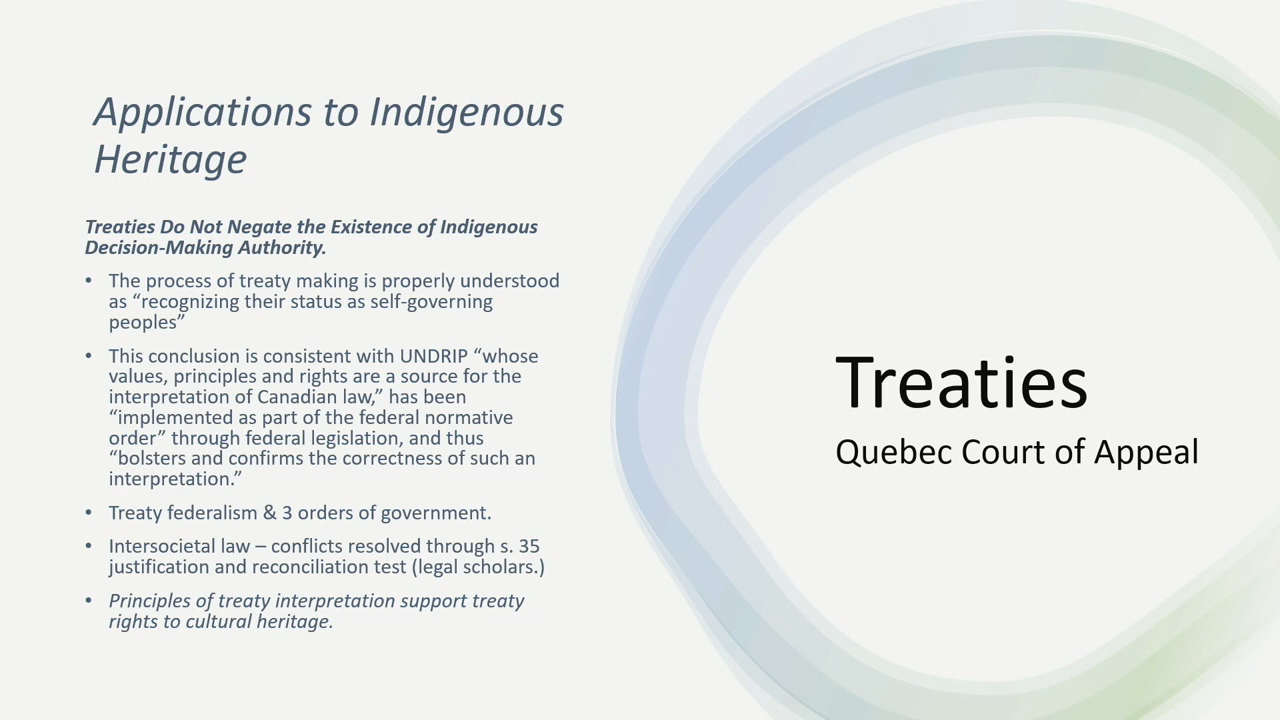 Applications to Indigenous
Heritage
Treaties Do Not Negate the Existence of Indigenous
Decision-Making Authority.
• The process of treaty making is properly understood
as “recognizing their status as self-governing
peoples”
• This conclusion is consistent with UNDRIP “whose
values, principles and rights are a source for the
interpretation of Canadian law,” has been
“implemented as part of the federal normative
order” through federal legislation, and thus
“bolsters and confirms the correctness of such an
interpretation.”
• Treaty federalism & 3 orders of government.
• Intersocietal law – conflicts resolved through s. 35
justification and reconciliation test (legal scholars.)
• Principles of treaty interpretation support treaty
rights to cultural heritage.
Treaties
Quebec Court of Appeal